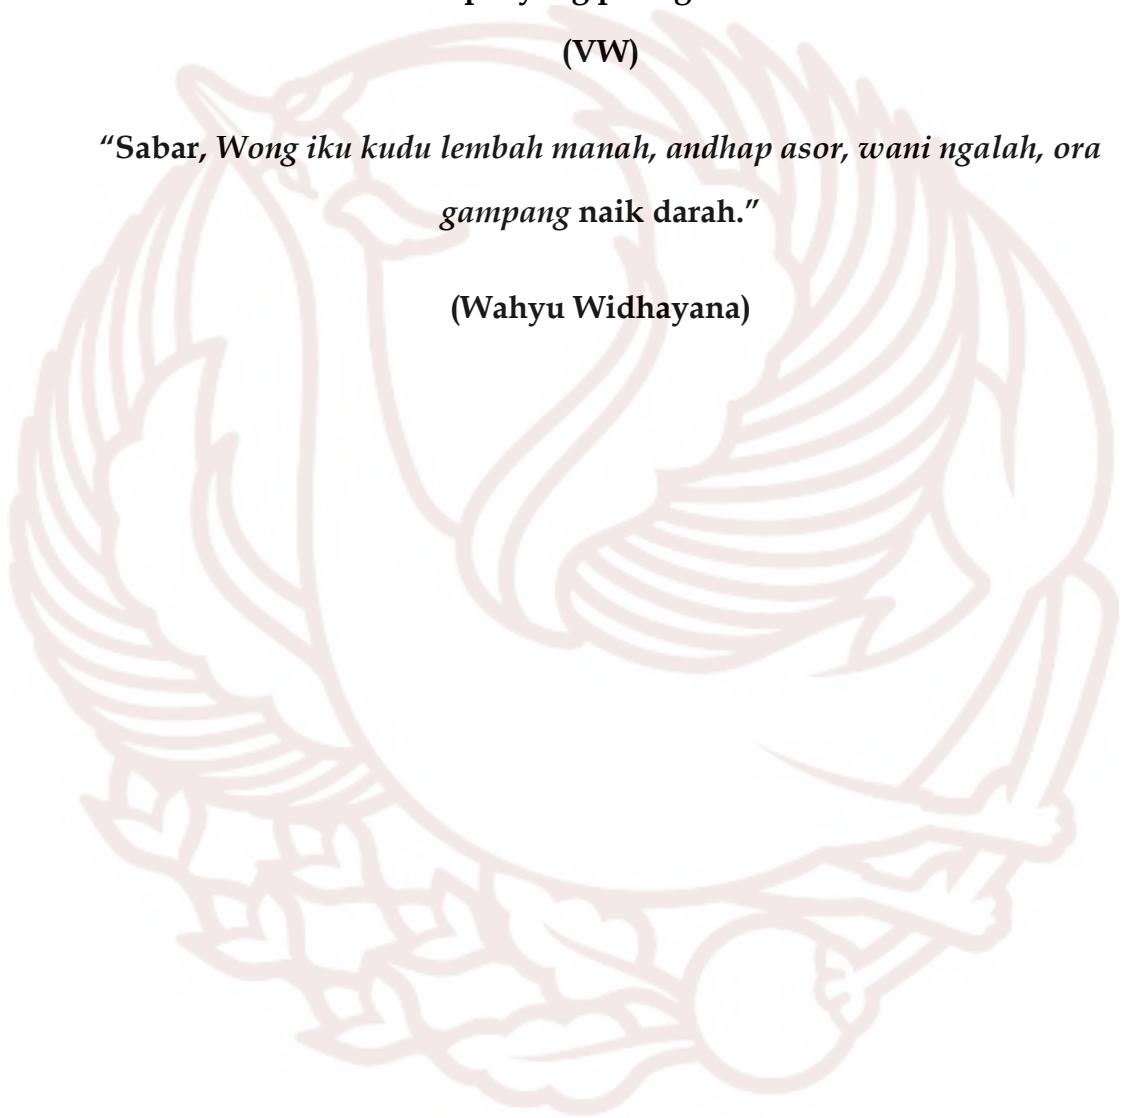 (VW)
“Sabar, Wong iku kudu lembah manah, andhap asor, wani ngalah, ora
gampang naik darah.”
(Wahyu Widhayana)